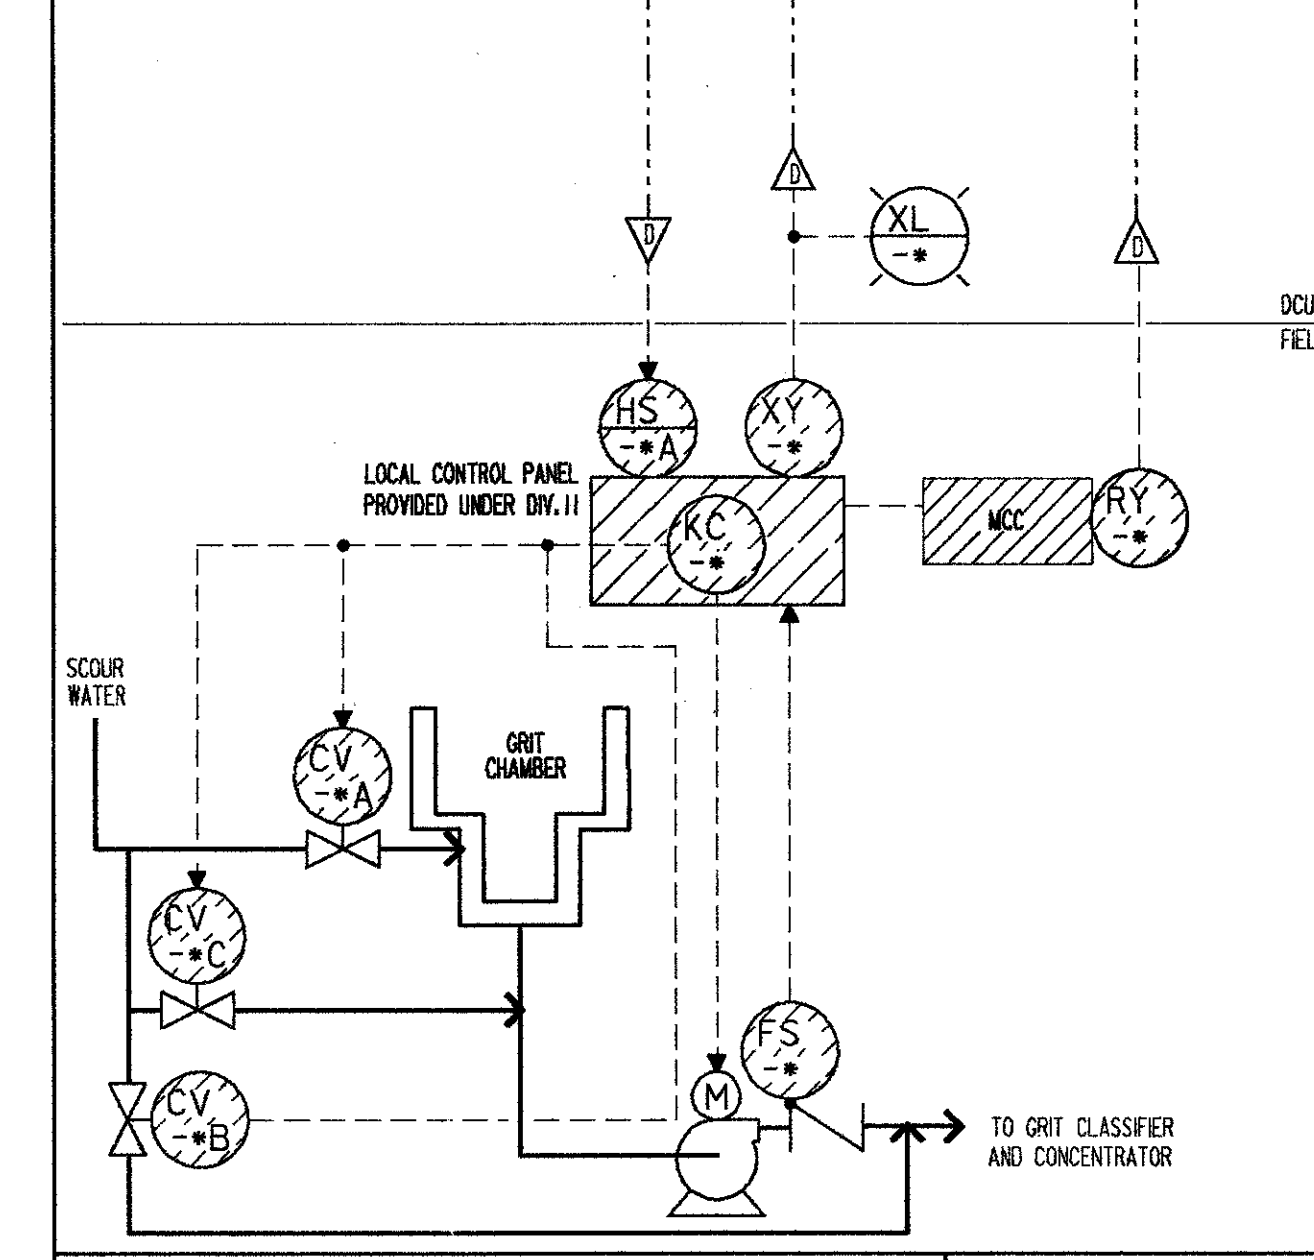 D
D
XL
-*
D
DCU
FIEL
HS
-*A
XY
-*
LOCAL CONTROL PANEL
PROVIDED UNDER DIV.11
KC
-*
MCC
RY
-*
SCOUR
WATER
GRIT
CHAMBER
CV
-*A
CV
-*C
FS
-*
M
CV
-*B
TO GRIT CLASSIFIER
AND CONCENTRATOR